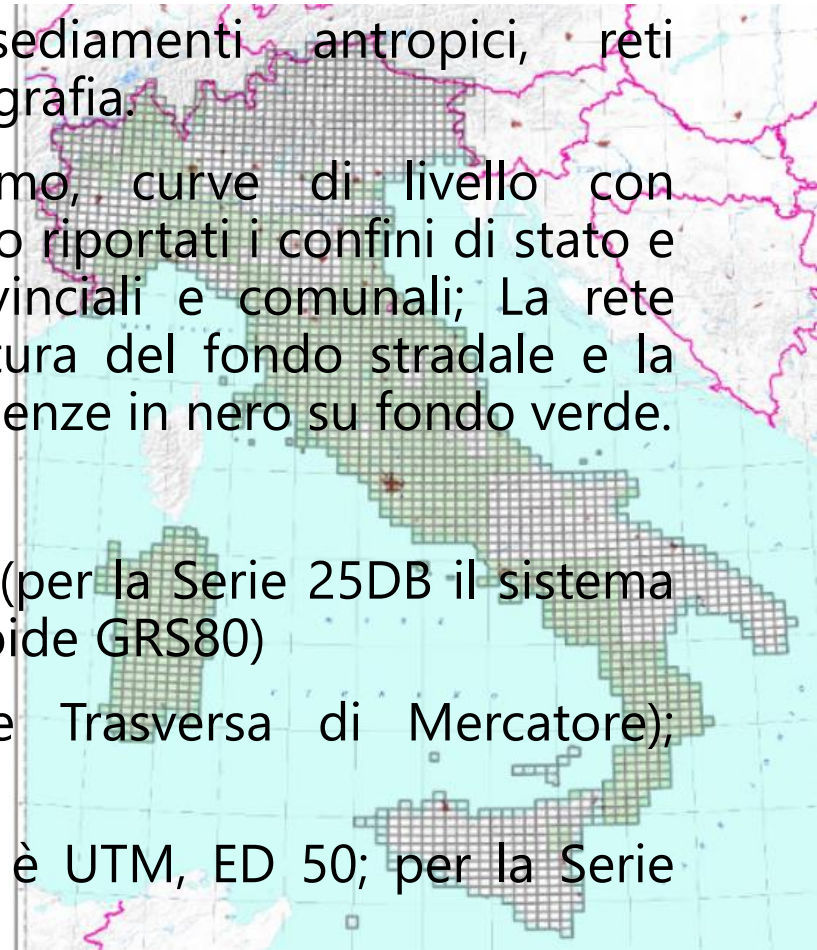 sediamenti antropici, reti
grafia.
mo, curve di livello con
o riportati i confini di stato e
vinciali e comunali; La rete
tura del fondo stradale e la
enze in nero su fondo verde.
(per la Serie 25DB il sistema
oide GRS80)
e Trasversa di Mercatore);
è UTM, ED 50; per la Serie